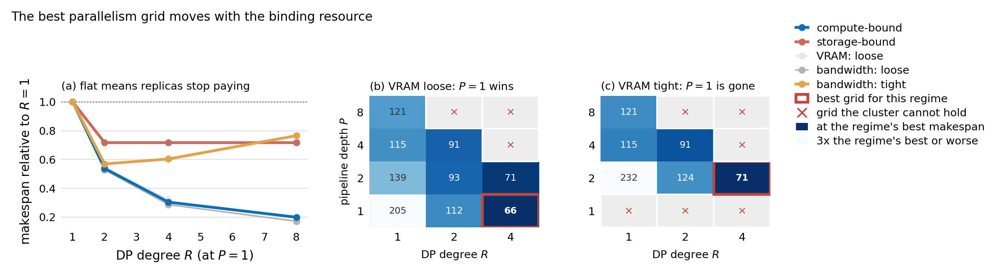 The best parallelism grid moves with the binding resource
compute-bound
storage-bound
VRAM: loose
bandwidth: loose
bandwidth: tight
best grid for this regime
grid the cluster cannot hold
at the regime's best makespan
3x the regime's best or worse
(a) flat means replicas stop paying
makespan relative to R = 1
1.0
0.8
0.6
0.4
0.2
1 2 3 4 5 6 7 8
DP degree R (at P = 1)
(b) VRAM loose: P = 1 wins
pipeline depth P
8 121 × ×
4 115 91 ×
2 139 93 71
1 205 112 66
1 2 4
DP degree R
(c) VRAM tight: P = 1 is gone
8 121 × ×
4 115 91 ×
2 232 124 71
1 × × ×
1 2 4
DP degree R